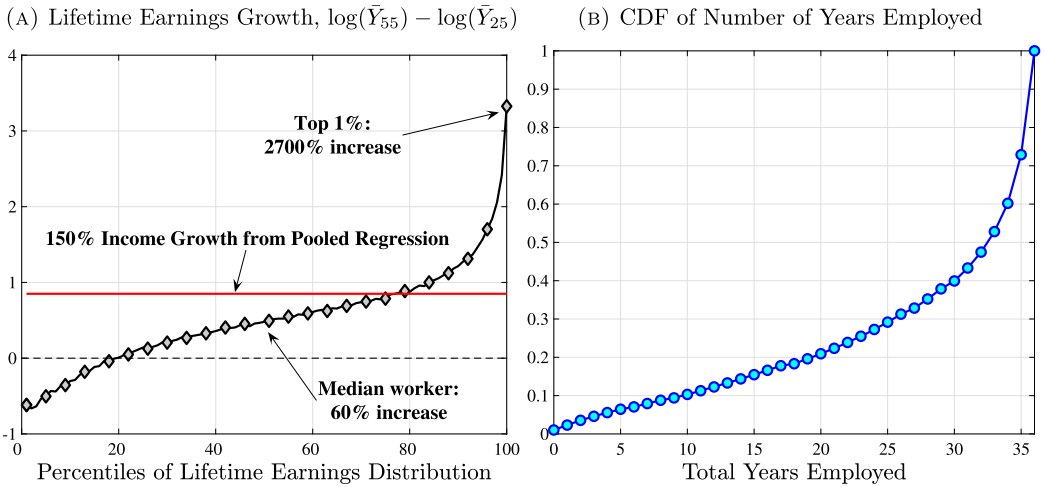 (A) Lifetime Earnings Growth, log(Ȳ55) − log(Ȳ25)
4
3
2
1
0
-1
Top 1%:
2700% increase
150% Income Growth from Pooled Regression
Median worker:
60% increase
0 20 40 60 80 100
Percentiles of Lifetime Earnings Distribution
(B) CDF of Number of Years Employed
1
0.9
0.8
0.7
0.6
0.5
0.4
0.3
0.2
0.1
0
0 5 10 15 20 25 30 35
Total Years Employed